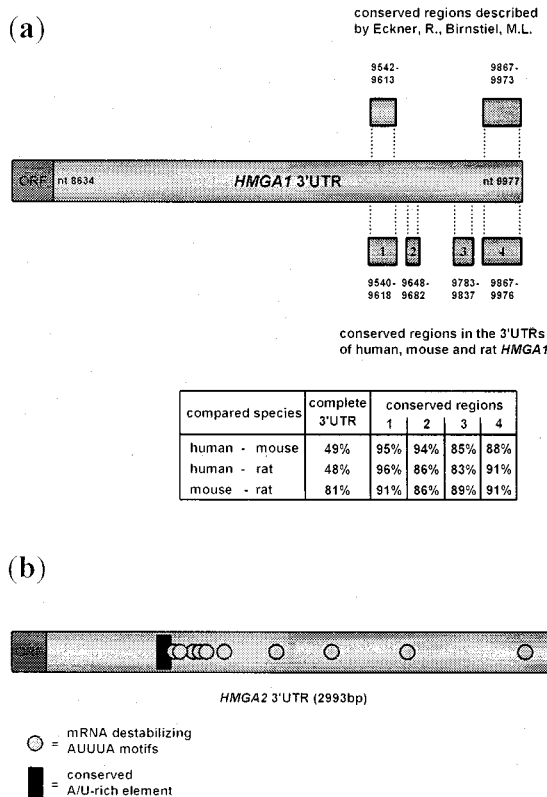 (a)
conserved regions described
by Eckner, R., Birnstiel, M.L.
9542- 9867-
9613 9973
ORF nt 8634 HMGA1 3'UTR nt 9977
1 2 3 4
9540- 9648- 9783- 9867-
9618 9682 9837 9976
conserved regions in the 3'UTRs
of human, mouse and rat HMGA1
compared species complete 3'UTR conserved regions
1 2 3 4
human - mouse 49% 95% 94% 85% 88%
human - rat 48% 96% 86% 83% 91%
mouse - rat 81% 91% 86% 89% 91%
(b)
ORF
HMGA2 3'UTR (2993bp)
= mRNA destabilizing
AUUUA motifs
= conserved
A/U-rich element